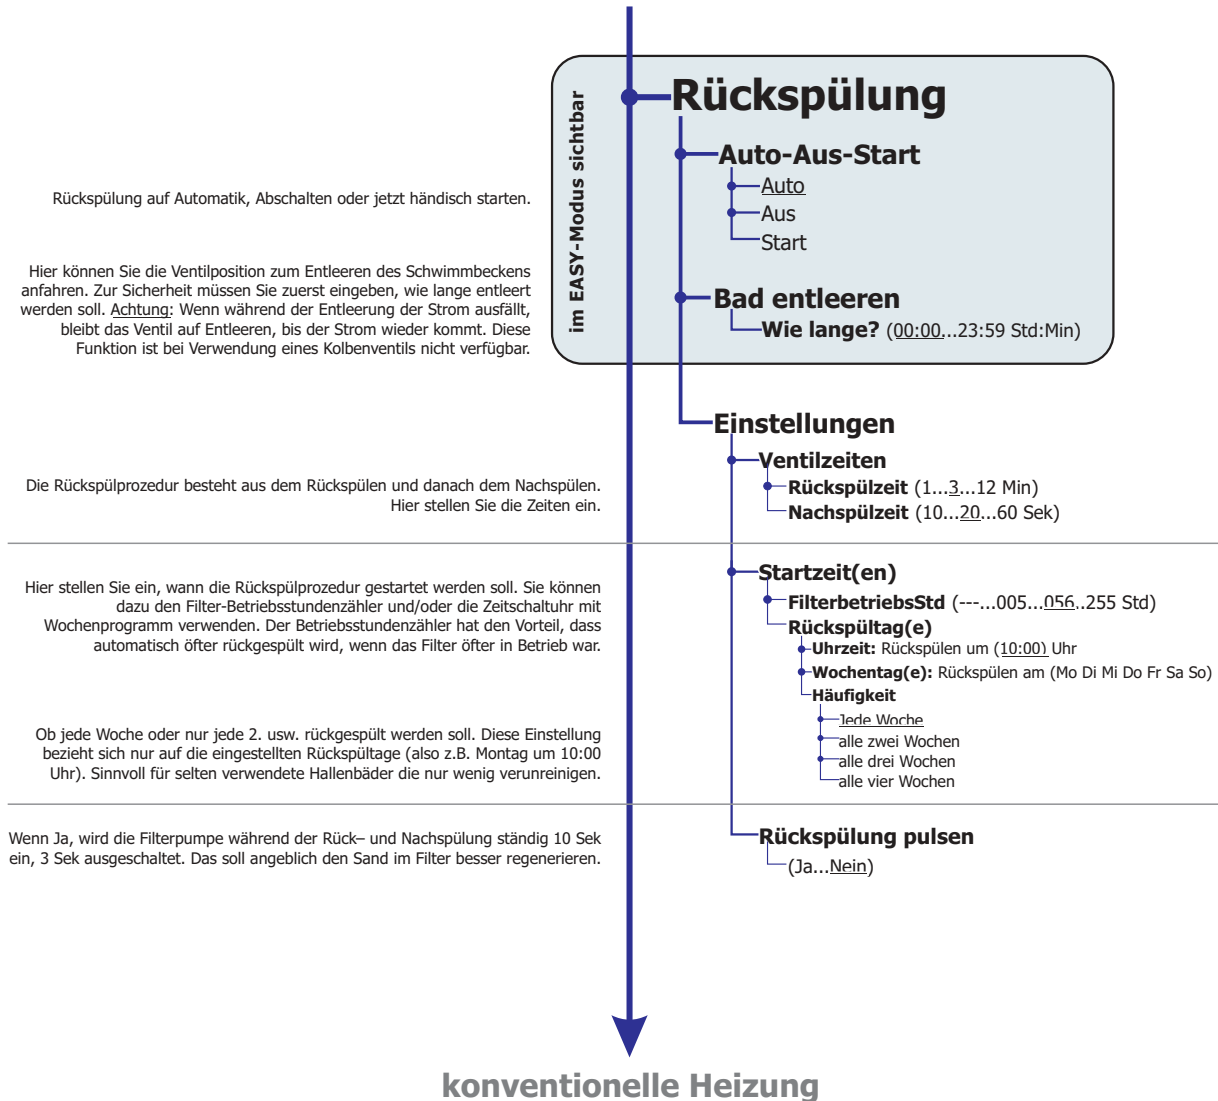 im EASY-Modus sichtbar
Rückspülung
Auto-Aus-Start
Rückspülung auf Automatik, Abschalten oder jetzt händisch starten.
Auto
Aus
Start
Hier können Sie die Ventilposition zum Entleeren des Schwimmbeckens
anfahren. Zur Sicherheit müssen Sie zuerst eingeben, wie lange entleert
werden soll. Achtung: Wenn während der Entleerung der Strom ausfällt,
bleibt das Ventil auf Entleeren, bis der Strom wieder kommt. Diese
Funktion ist bei Verwendung eines Kolbenventils nicht verfügbar.
Bad entleeren
Wie lange? (00:00...23:59 Std:Min)
Einstellungen
Ventilzeiten
Die Rückspülprozedur besteht aus dem Rückspülen und danach dem Nachspülen.
Hier stellen Sie die Zeiten ein.
Rückspülzeit (1...3...12 Min)
Nachspülzeit (10...20...60 Sek)
Startzeit(en)
Hier stellen Sie ein, wann die Rückspülprozedur gestartet werden soll. Sie können
dazu den Filter-Betriebsstundenzähler und/oder die Zeitschaltuhr mit
Wochenprogramm verwenden. Der Betriebsstundenzähler hat den Vorteil, dass
automatisch öfter rückgespült wird, wenn das Filter öfter in Betrieb war.
FilterbetriebsStd (---...005...056..255 Std)
Rückspültag(e)
Uhrzeit: Rückspülen um (10:00) Uhr
Wochentag(e): Rückspülen am (Mo Di Mi Do Fr Sa So)
Häufigkeit
Ob jede Woche oder nur jede 2. usw. rückgespült werden soll. Diese Einstellung
bezieht sich nur auf die eingestellten Rückspültage (also z.B. Montag um 10:00
Uhr). Sinnvoll für selten verwendete Hallenbäder die nur wenig verunreinigen.
Jede Woche
alle zwei Wochen
alle drei Wochen
alle vier Wochen
Wenn Ja, wird die Filterpumpe während der Rück– und Nachspülung ständig 10 Sek
ein, 3 Sek ausgeschaltet. Das soll angeblich den Sand im Filter besser regenerieren.
Rückspülung pulsen
(Ja...Nein)
konventionelle Heizung